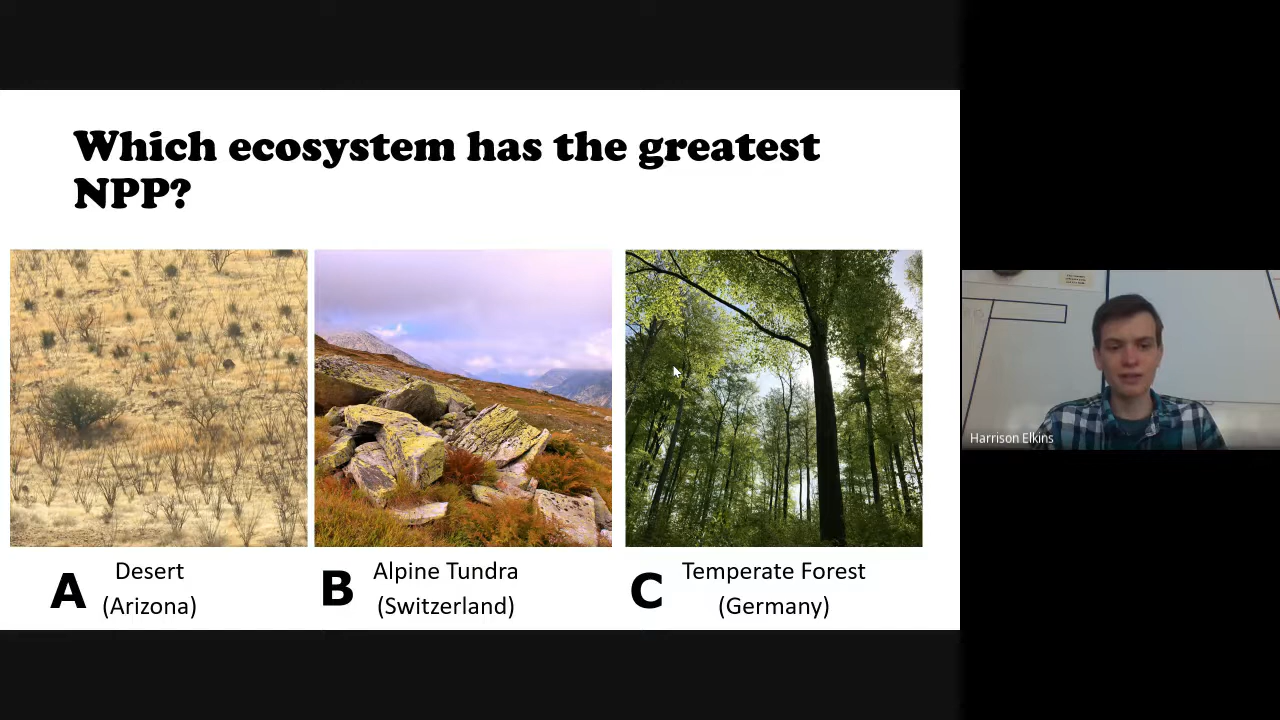 Which ecosystem has the greatest
NPP?
A
Desert
(Arizona)
B
Alpine Tundra
(Switzerland)
C
Temperate Forest
(Germany)
Harrison Elkins